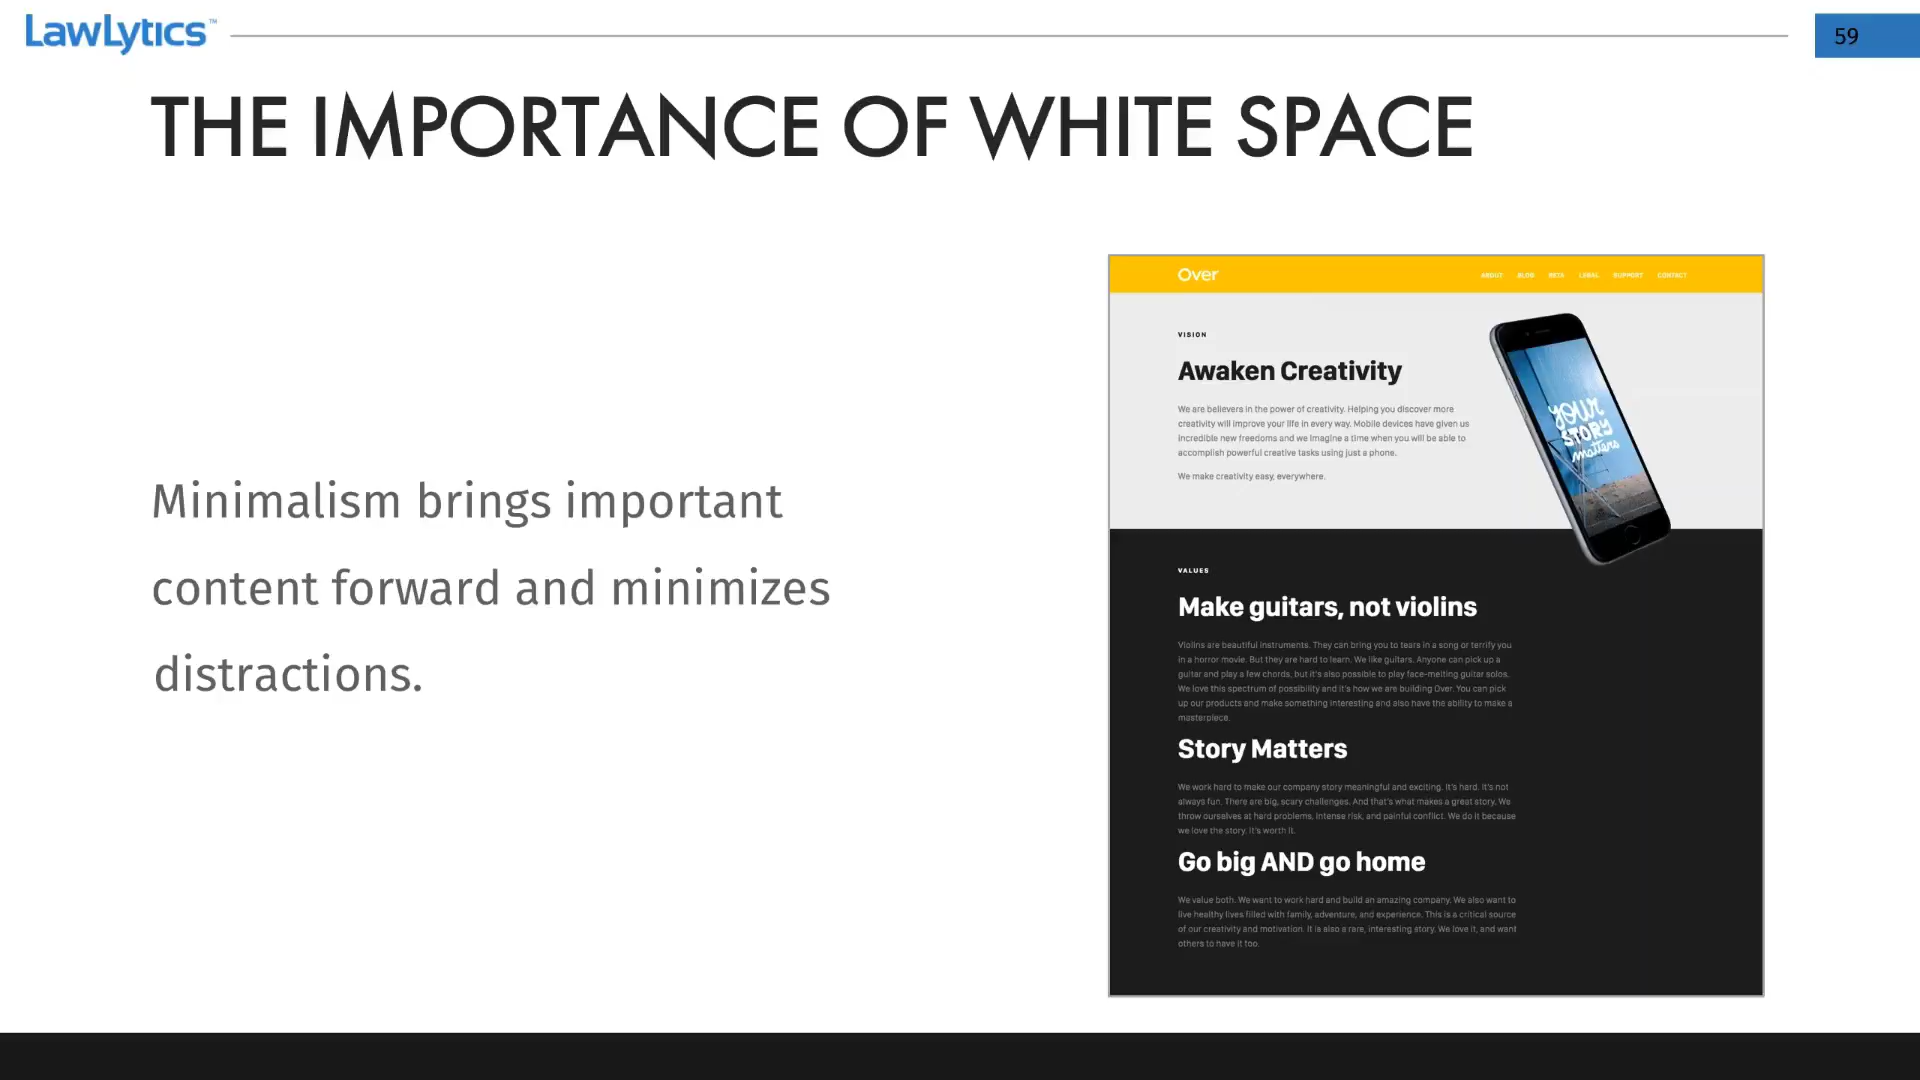 LawLytics™
59
THE IMPORTANCE OF WHITE SPACE
Minimalism brings important
content forward and minimizes
distractions.
Over
ABOUT BLOG BETA LEGAL SUPPORT CONTACT
VISION
Awaken Creativity
We are believers in the power of creativity. Helping you discover more
creativity will improve your life in every way. Mobile devices have given us
incredible new freedoms and we imagine a time when you will be able to
accomplish powerful creative tasks using just a phone.
We make creativity easy, everywhere.
your
STORY
matters
VALUES
Make guitars, not violins
Violins are beautiful instruments. They can bring you to tears in a song or terrify you
in a horror movie. But they are hard to learn. We like guitars. Anyone can pick up a
guitar and play a few chords, but it's also possible to play face-melting guitar solos.
We love this spectrum of possibility and it's how we are building Over. You can pick
up our products and make something interesting and also have the ability to make a
masterpiece.
Story Matters
We work hard to make our company story meaningful and exciting. It's hard. It's not
always fun. There are big, scary challenges. And that's what makes a great story. We
throw ourselves at hard problems, intense risk, and painful conflict. We do it because
we love the story. It's worth it.
Go big AND go home
We value both. We want to work hard and build an amazing company. We also want to
live healthy lives filled with family, adventure, and experience. This is a critical source
of our creativity and motivation. It is also a rare, interesting story. We love it, and want
others to have it too.